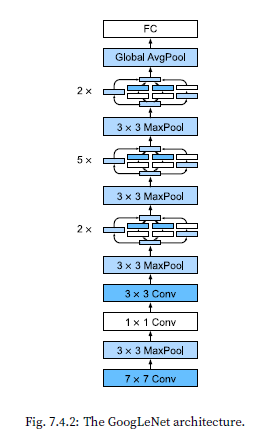 FC
Global AvgPool
2 ×
3 × 3 MaxPool
5 ×
3 × 3 MaxPool
2 ×
3 × 3 MaxPool
3 × 3 Conv
1 × 1 Conv
3 × 3 MaxPool
7 × 7 Conv
Fig. 7.4.2: The GoogLeNet architecture.